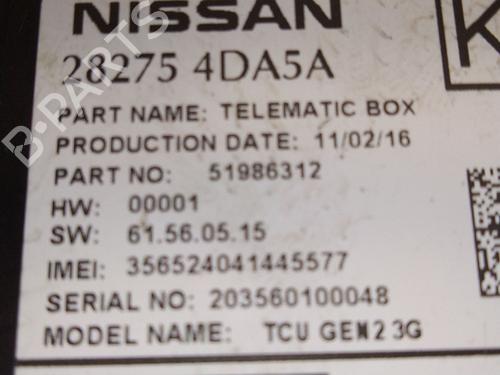 NISSAN
K
28275 4DA5A
PART NAME: TELEMATIC BOX
PRODUCTION DATE: 11/02/16
PART NO: 51986312
HW: 00001
SW: 61.56.05.15
IMEI: 356524041445577
SERIAL NO: 203560100048
MODEL NAME: TCU GEN2 3G
B-PARTS